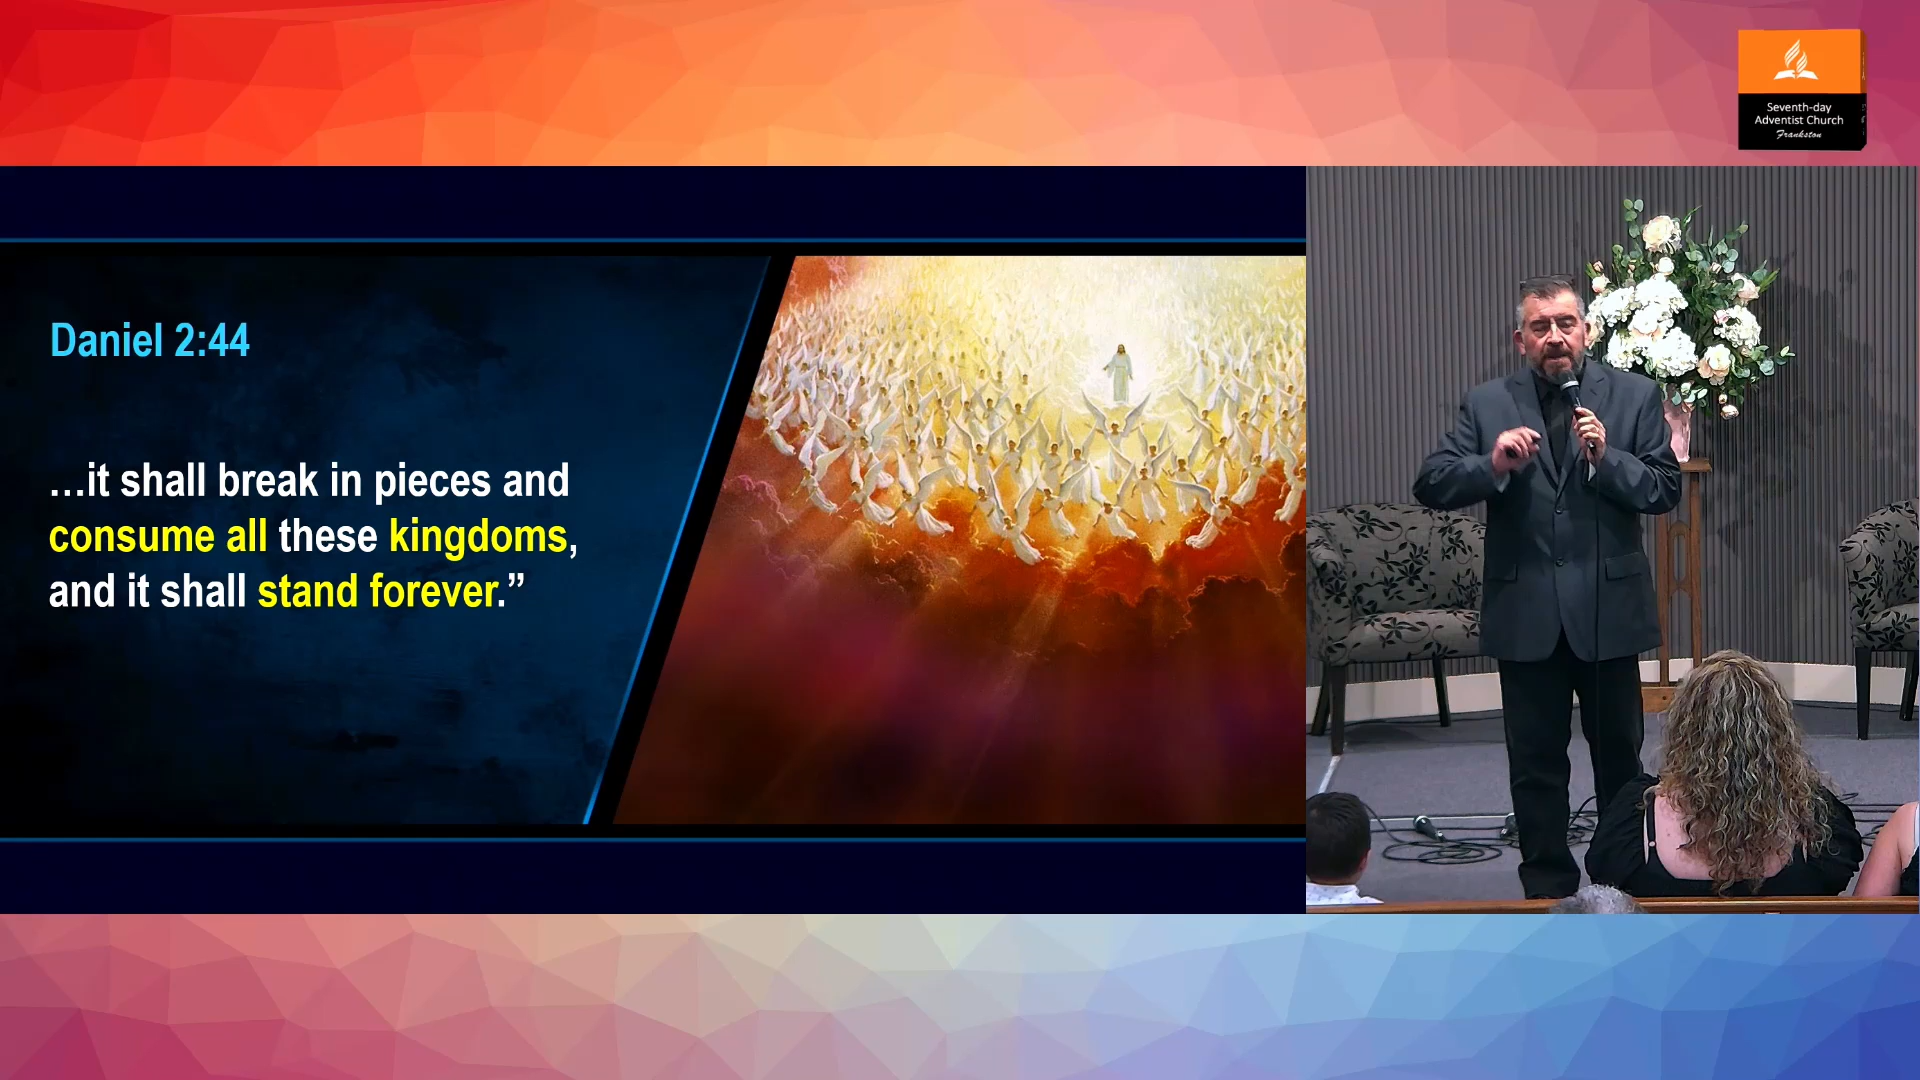 Seventh-day
Adventist Church
Frankston
Daniel 2:44
…it shall break in pieces and
consume all these kingdoms,
and it shall stand forever.”